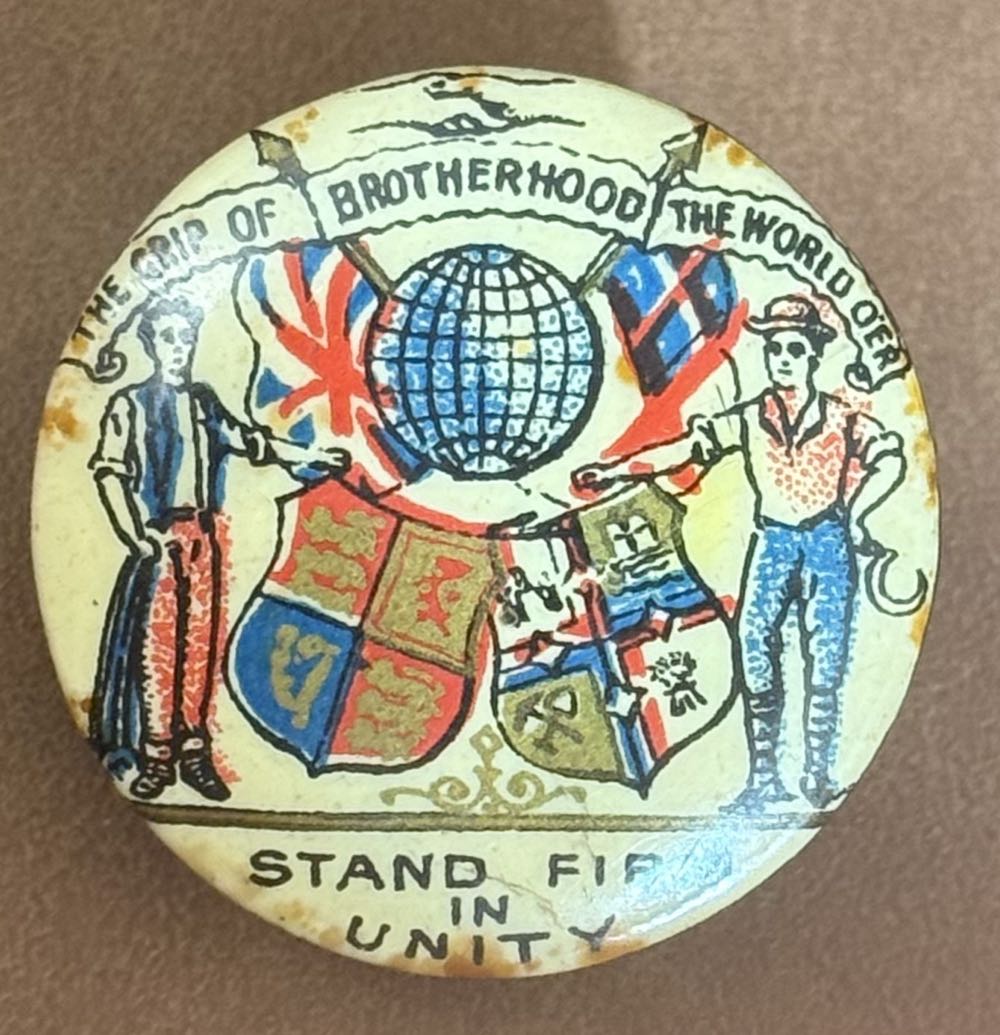 THE GRIP OF BROTHERHOOD THE WORLD O'ER
STAND FIRM
IN
UNITY